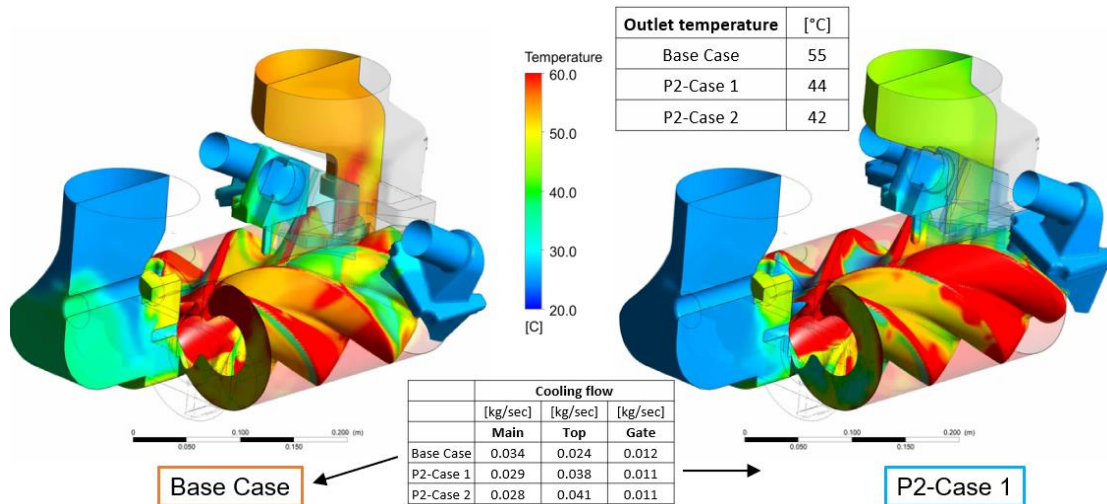 Outlet temperature [°C]
Base Case 55
P2-Case 1 44
P2-Case 2 42
Temperature
60.0
50.0
40.0
30.0
20.0
[C]
0 0.100 0.200 (m)
0.050 0.150
0 0.100 0.200 (m)
0.050 0.150
Cooling flow
[kg/sec] [kg/sec] [kg/sec]
Main Top Gate
Base Case 0.034 0.024 0.012
P2-Case 1 0.029 0.038 0.011
P2-Case 2 0.028 0.041 0.011
Base Case
P2-Case 1